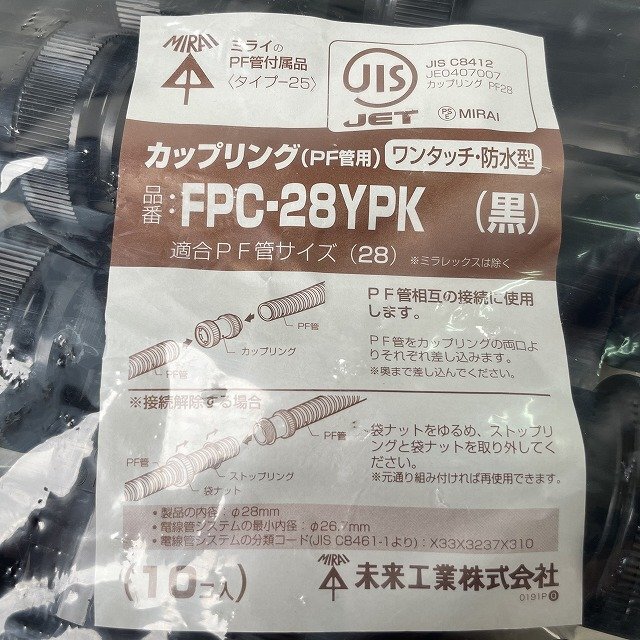 MIRAI
ミライの
PF管付属品
〈タイプ-25〉
JIS
JET
JIS C8412
JE0407007
カップリング PF28
PS E MIRAI
カップリング(PF管用) ワンタッチ・防水型
品番:FPC-28YPK (黒)
適合PF管サイズ(28) ※ミラレックスは除く
PF管
カップリング
PF管
PF管相互の接続に使用
します。
PF管をカップリングの両口よ
りそれぞれ差し込みます。
※奥まで差し込んでください。
※接続解除する場合
PF管
PF管
ストップリング
袋ナット
袋ナットをゆるめ、ストップリ
ングと袋ナットを取り外してく
ださい。
※元通り組み付ければ再使用できます。
・製品の内径:φ28mm
・電線管システムの最小内径:φ26.7mm
・電線管システムの分類コード(JIS C8461-1より):X33X3237X310
(10コ入)
MIRAI
未来工業株式会社
0191P